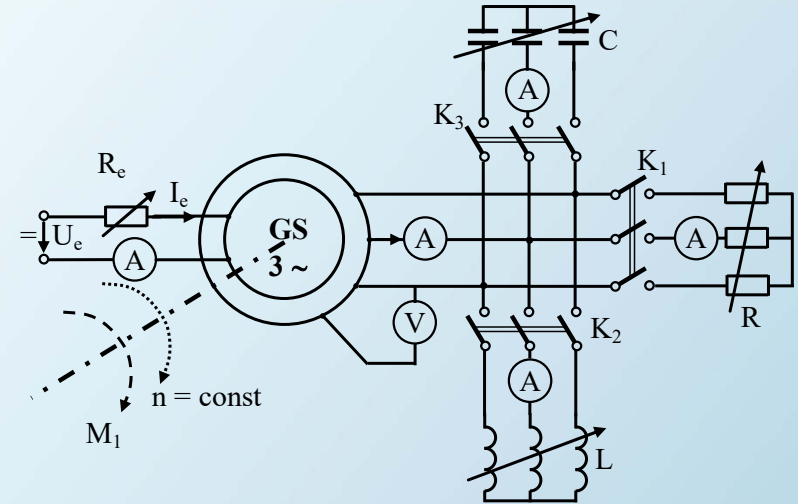 C
A
K₃
K₁
Rₑ
Iₑ
= Uₑ
GS
3 ~
A
A
A
V
R
K₂
n = const
M₁
A
L